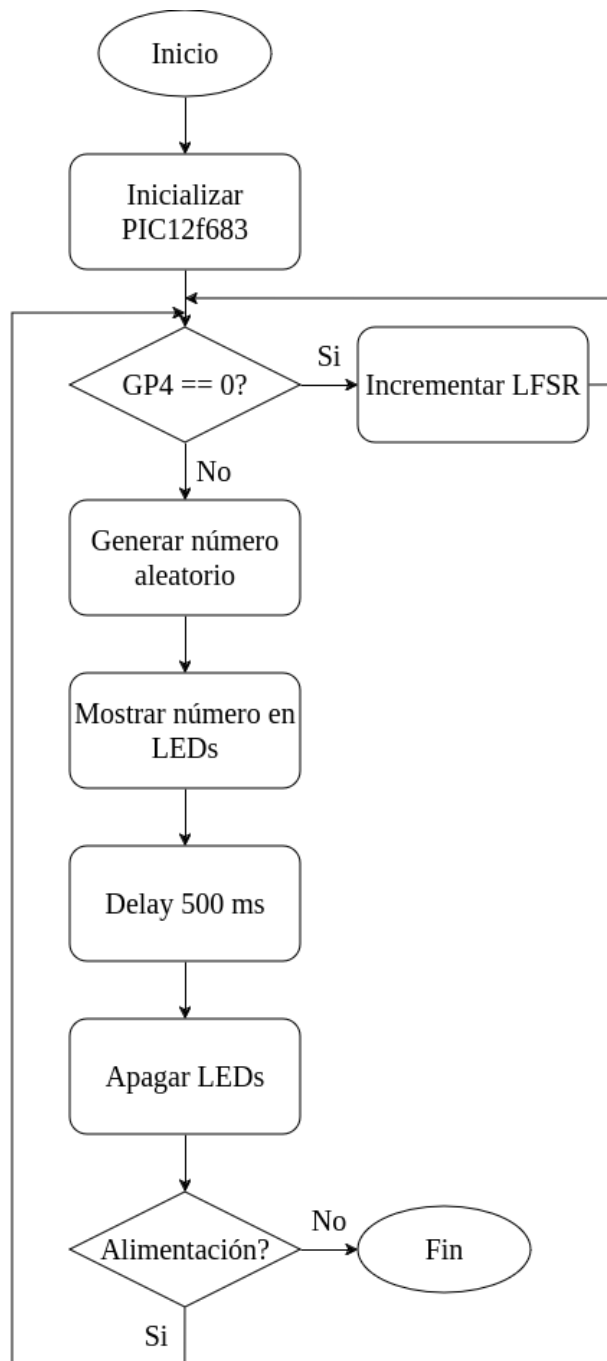 Inicio
Inicializar
PIC12f683
GP4 == 0?
Si
Incrementar LFSR
No
Generar número
aleatorio
Mostrar número en
LEDs
Delay 500 ms
Apagar LEDs
Alimentación?
No
Fin
Si